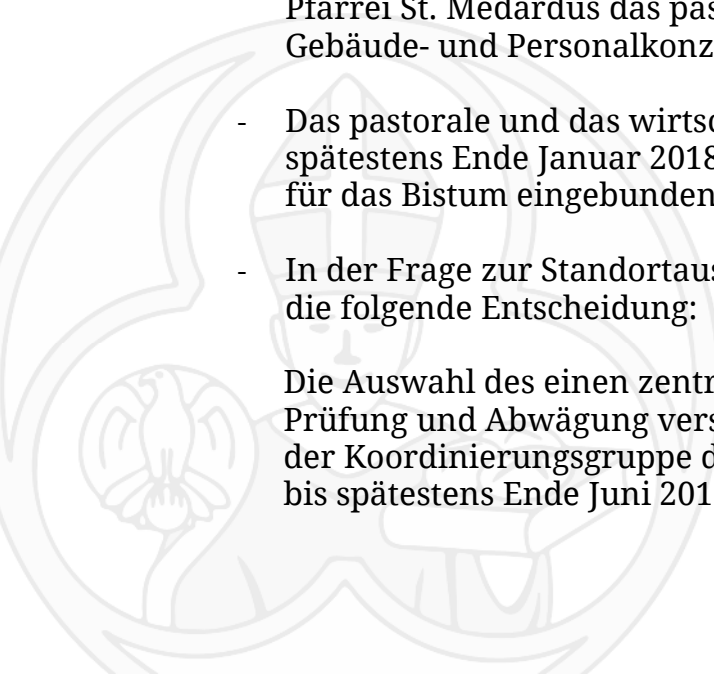 Pfarrei St. Medardus das pas
Gebäude- und Personalkonz
- Das pastorale und das wirtsc
spätestens Ende Januar 2018
für das Bistum eingebunden
- In der Frage zur Standortaus
die folgende Entscheidung:
Die Auswahl des einen zentr
Prüfung und Abwägung vers
der Koordinierungsgruppe d
bis spätestens Ende Juni 201